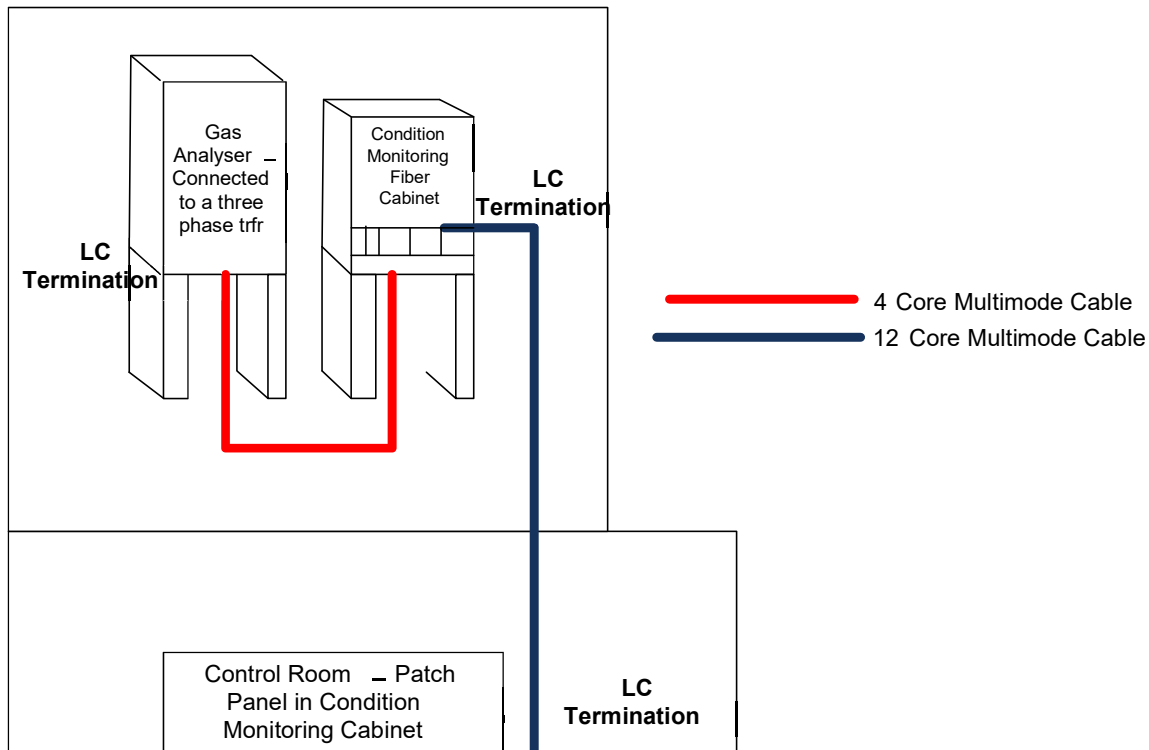 Gas
Analyser –
Connected
to a three
phase trfr
Condition
Monitoring
Fiber
Cabinet
LC
Termination
LC
Termination
4 Core Multimode Cable
12 Core Multimode Cable
Control Room – Patch
Panel in Condition
Monitoring Cabinet
LC
Termination